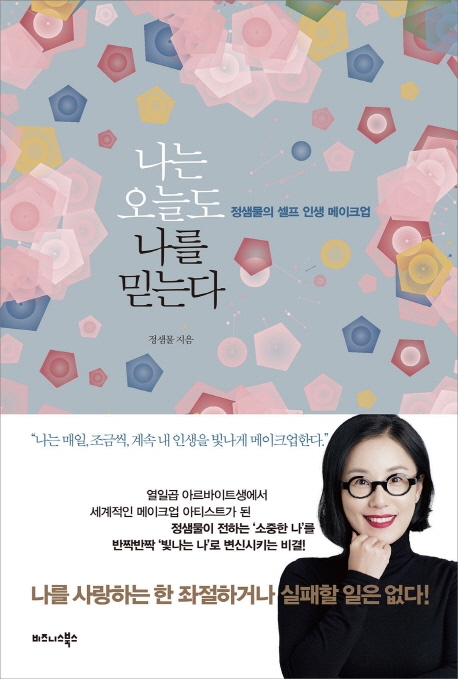 나는
오늘도
정샘물의 셀프 인생 메이크업
나를
믿는다
정샘물 지음
“나는 매일, 조금씩, 계속 내 인생을 빛나게 메이크업한다.”
열일곱 아르바이트생에서
세계적인 메이크업 아티스트가 된
정샘물이 전하는 ‘소중한 나’를
반짝반짝 ‘빛나는 나’로 변신시키는 비결!
나를 사랑하는 한 좌절하거나 실패할 일은 없다!
비즈니스북스